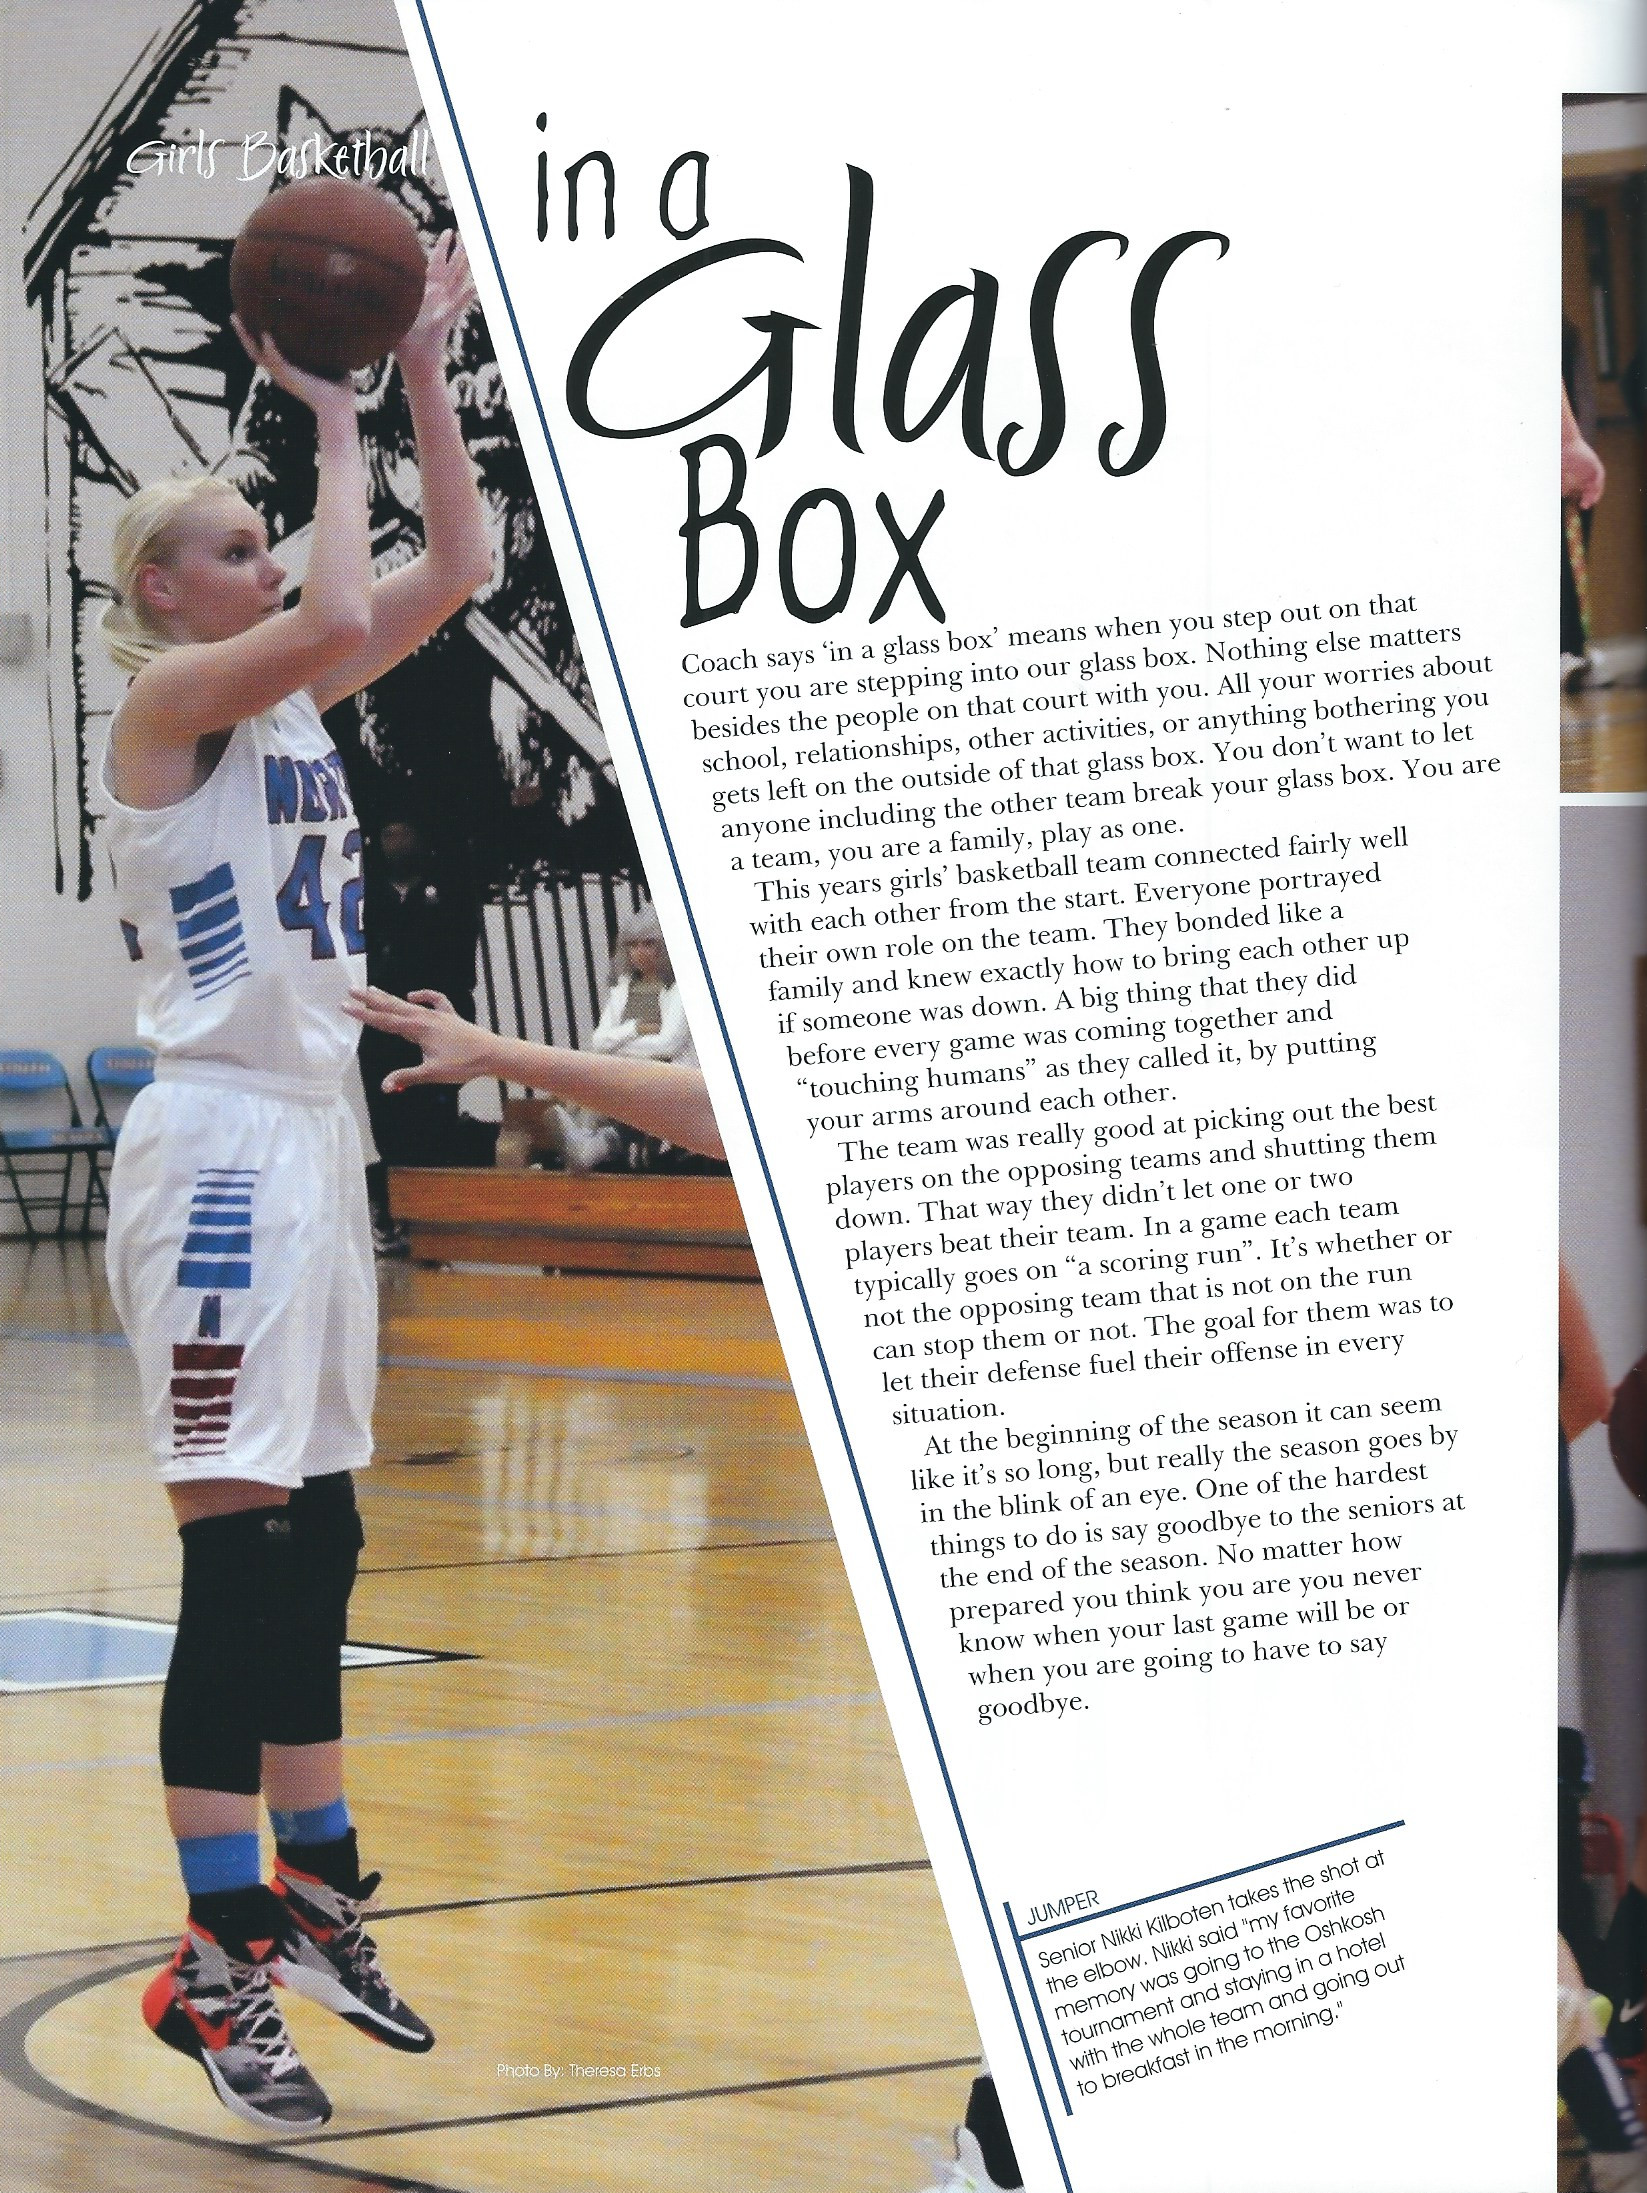 Girls Basketball
in a
Glass
Box
Coach says ‘in a glass box’ means when you step out on that
court you are stepping into our glass box. Nothing else matters
besides the people on that court with you. All your worries about
school, relationships, other activities, or anything bothering you
gets left on the outside of that glass box. You don’t want to let
anyone including the other team break your glass box. You are
a team, you are a family, play as one.
This years girls’ basketball team connected fairly well
with each other from the start. Everyone portrayed
their own role on the team. They bonded like a
family and knew exactly how to bring each other up
if someone was down. A big thing that they did
before every game was coming together and
“touching humans” as they called it, by putting
your arms around each other.
The team was really good at picking out the best
players on the opposing teams and shutting them
down. That way they didn’t let one or two
players beat their team. In a game each team
typically goes on “a scoring run”. It’s whether or
not the opposing team that is not on the run
can stop them or not. The goal for them was to
let their defense fuel their offense in every
situation.
At the beginning of the season it can seem
like it’s so long, but really the season goes by
in the blink of an eye. One of the hardest
things to do is say goodbye to the seniors at
the end of the season. No matter how
prepared you think you are you never
know when your last game will be or
when you are going to have to say
goodbye.
JUMPER
Senior Nikki Kilboten takes the shot at
the elbow. Nikki said "my favorite
memory was going to the Oshkosh
tournament and staying in a hotel
with the whole team and going out
to breakfast in the morning."
Photo By: Theresa Erbs
42